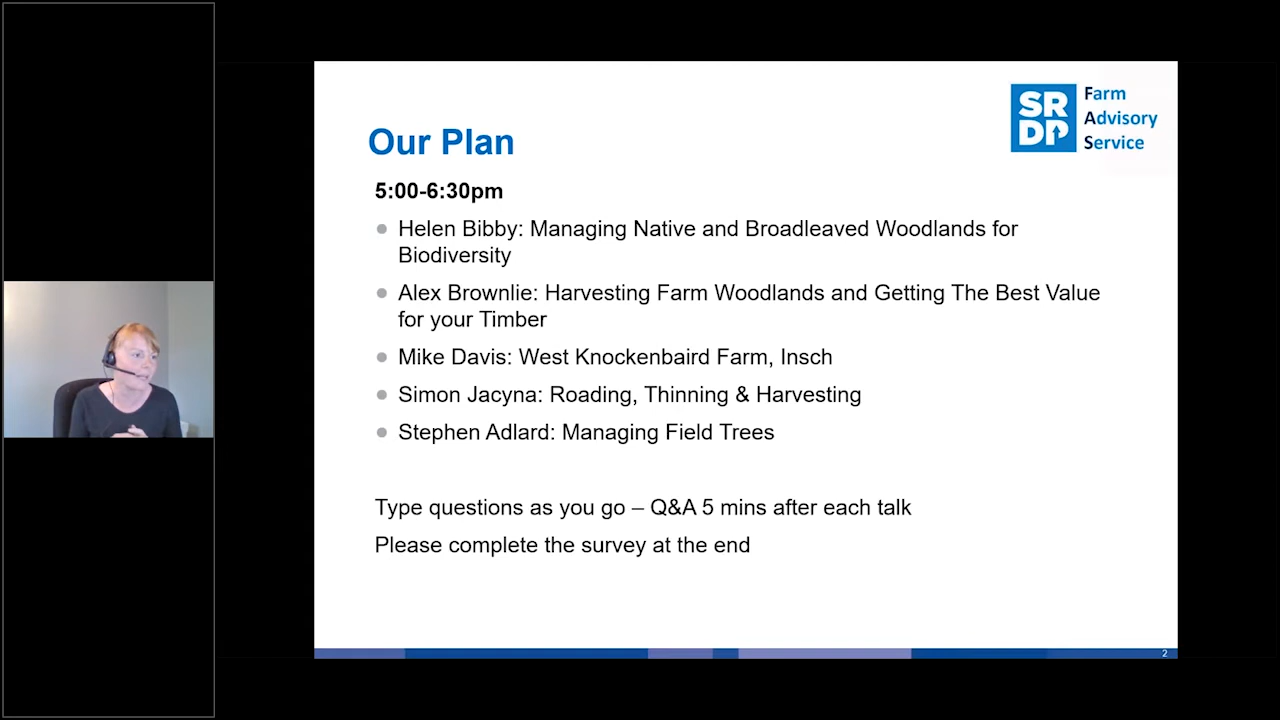 SR
DP
Farm
Advisory
Service
Our Plan
5:00-6:30pm
Helen Bibby: Managing Native and Broadleaved Woodlands for
Biodiversity
Alex Brownlie: Harvesting Farm Woodlands and Getting The Best Value
for your Timber
Mike Davis: West Knockenbaird Farm, Insch
Simon Jacyna: Roading, Thinning & Harvesting
Stephen Adlard: Managing Field Trees
Type questions as you go – Q&A 5 mins after each talk
Please complete the survey at the end
2